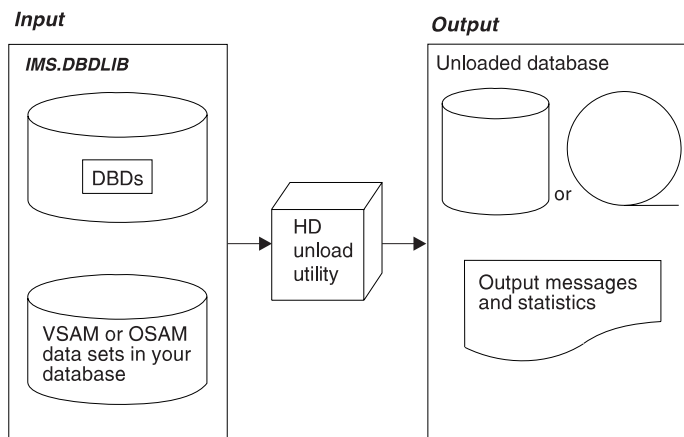 Input
IMS.DBDLIB
DBDs
VSAM or OSAM
data sets in your
database
HD
unload
utility
Output
Unloaded database
or
Output messages
and statistics